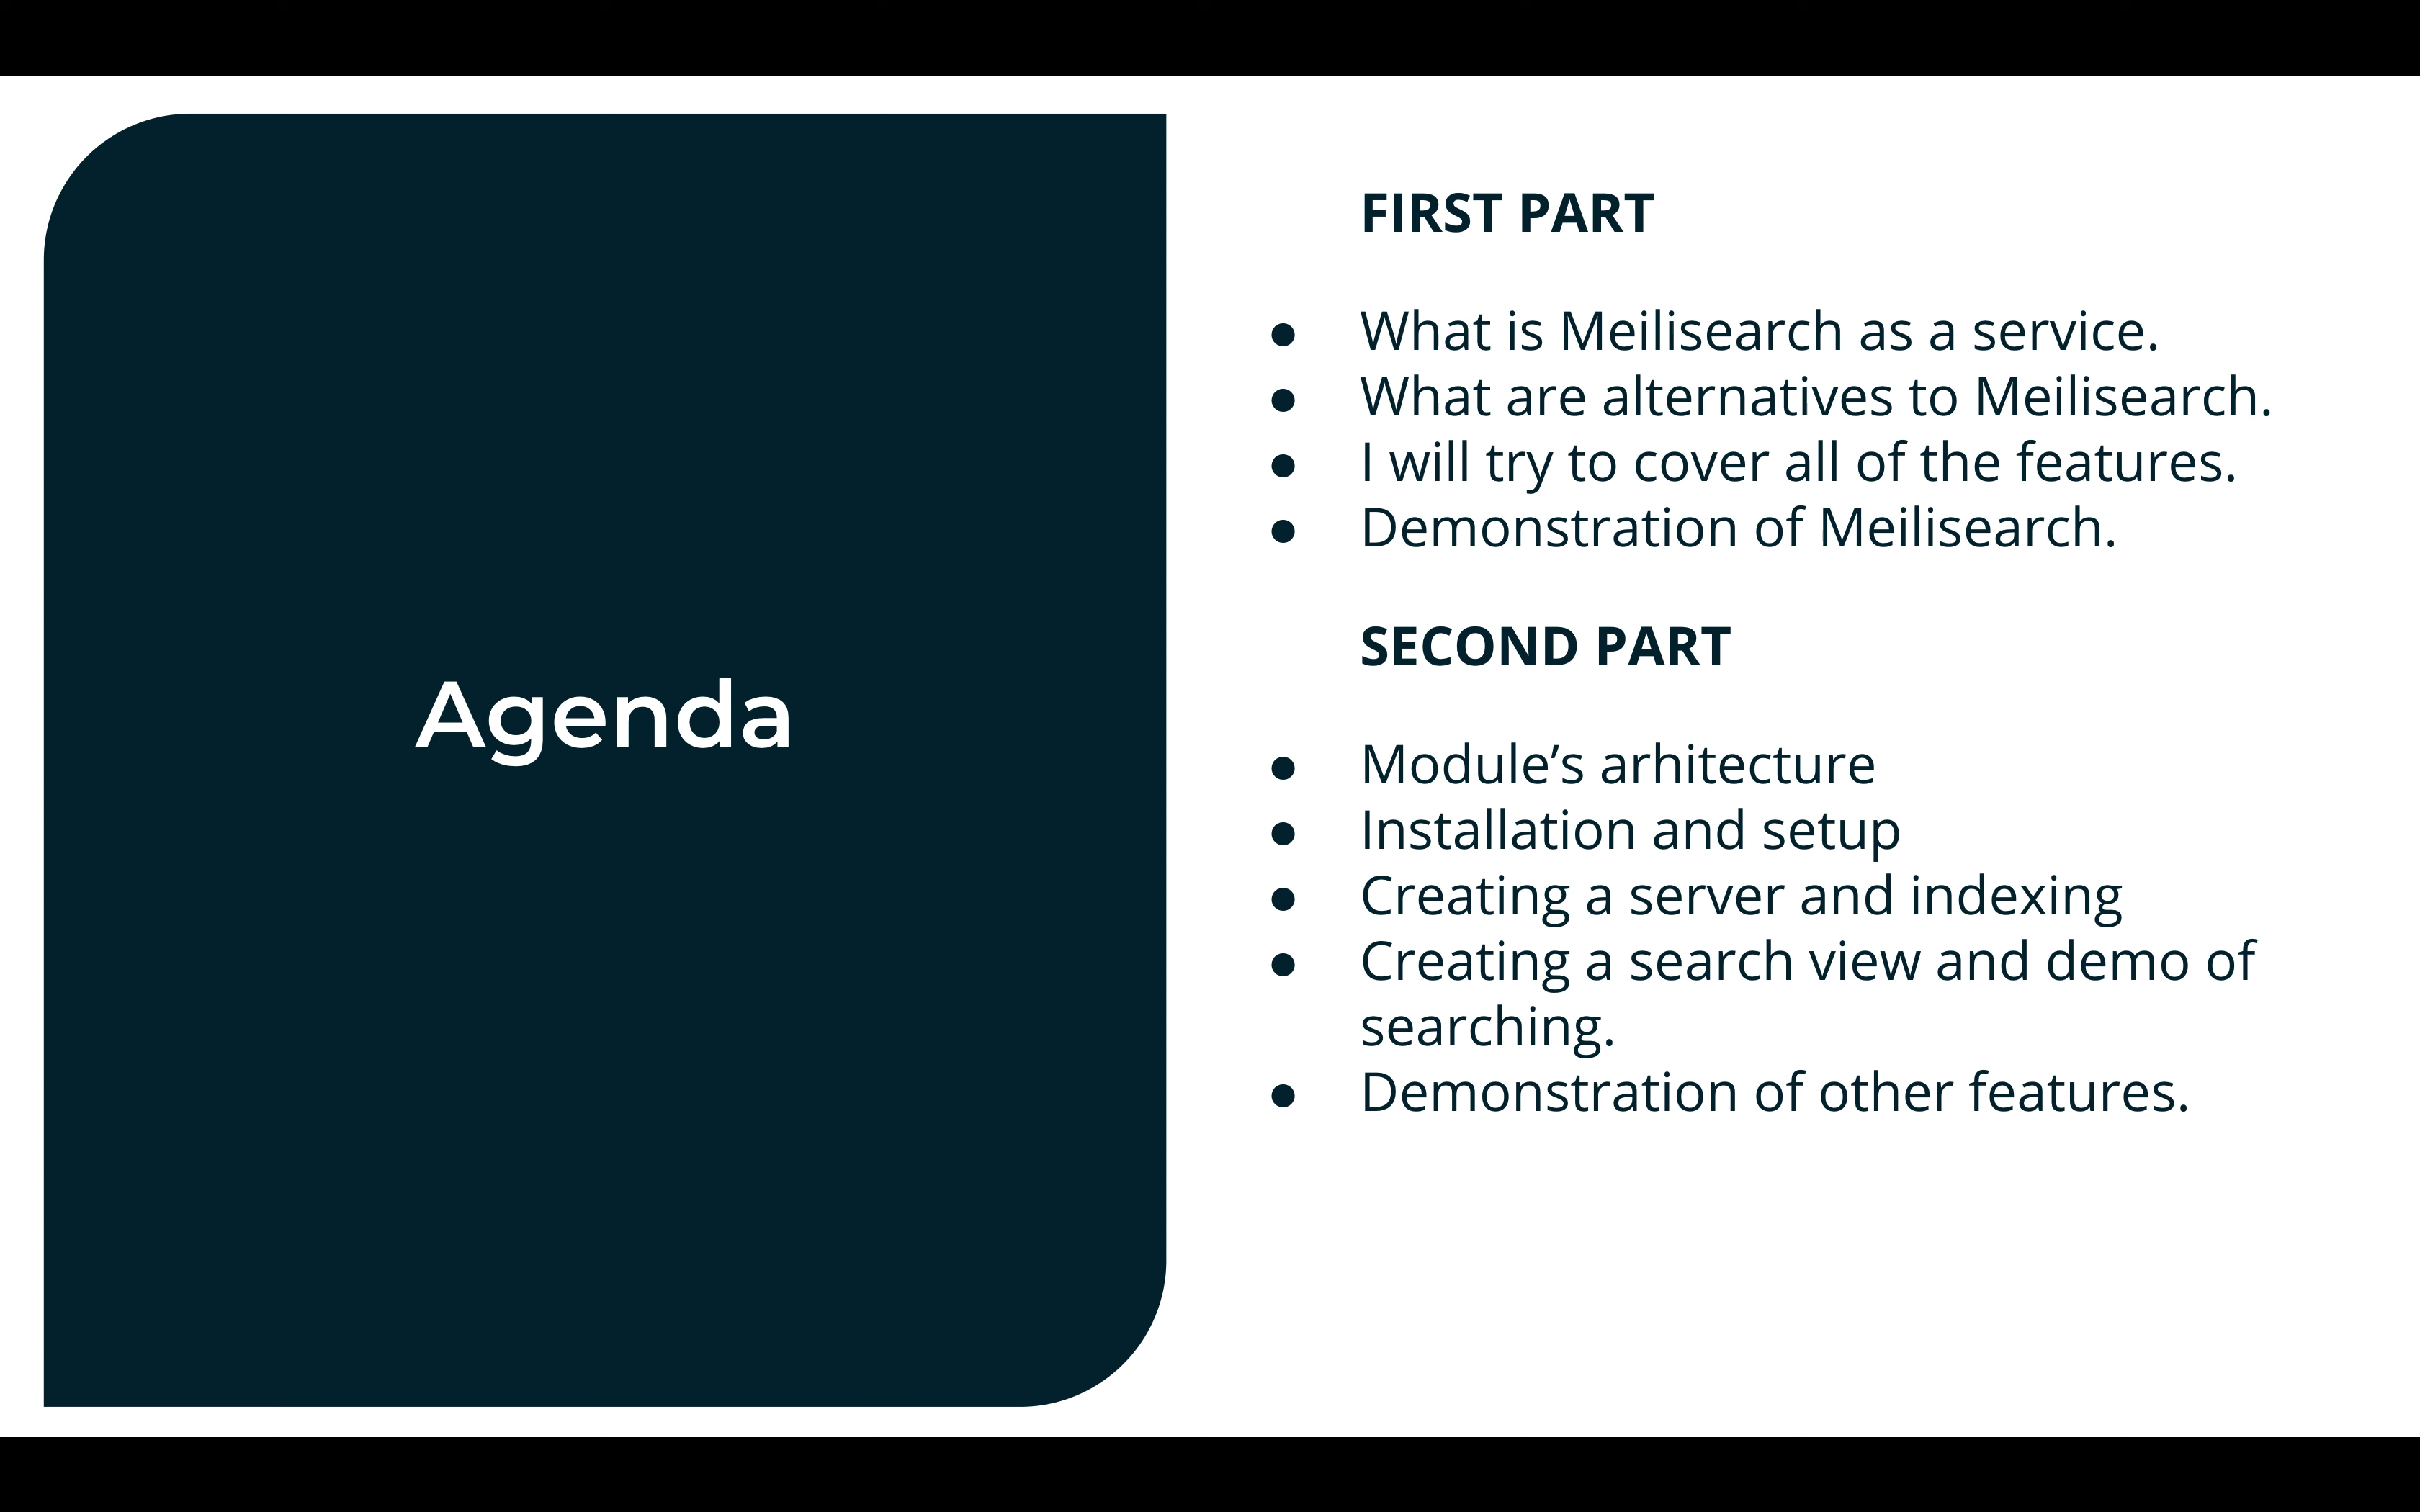 Agenda
FIRST PART
● What is Meilisearch as a service.
● What are alternatives to Meilisearch.
● I will try to cover all of the features.
● Demonstration of Meilisearch.
SECOND PART
● Module’s arhitecture
● Installation and setup
● Creating a server and indexing
● Creating a search view and demo of
searching.
● Demonstration of other features.